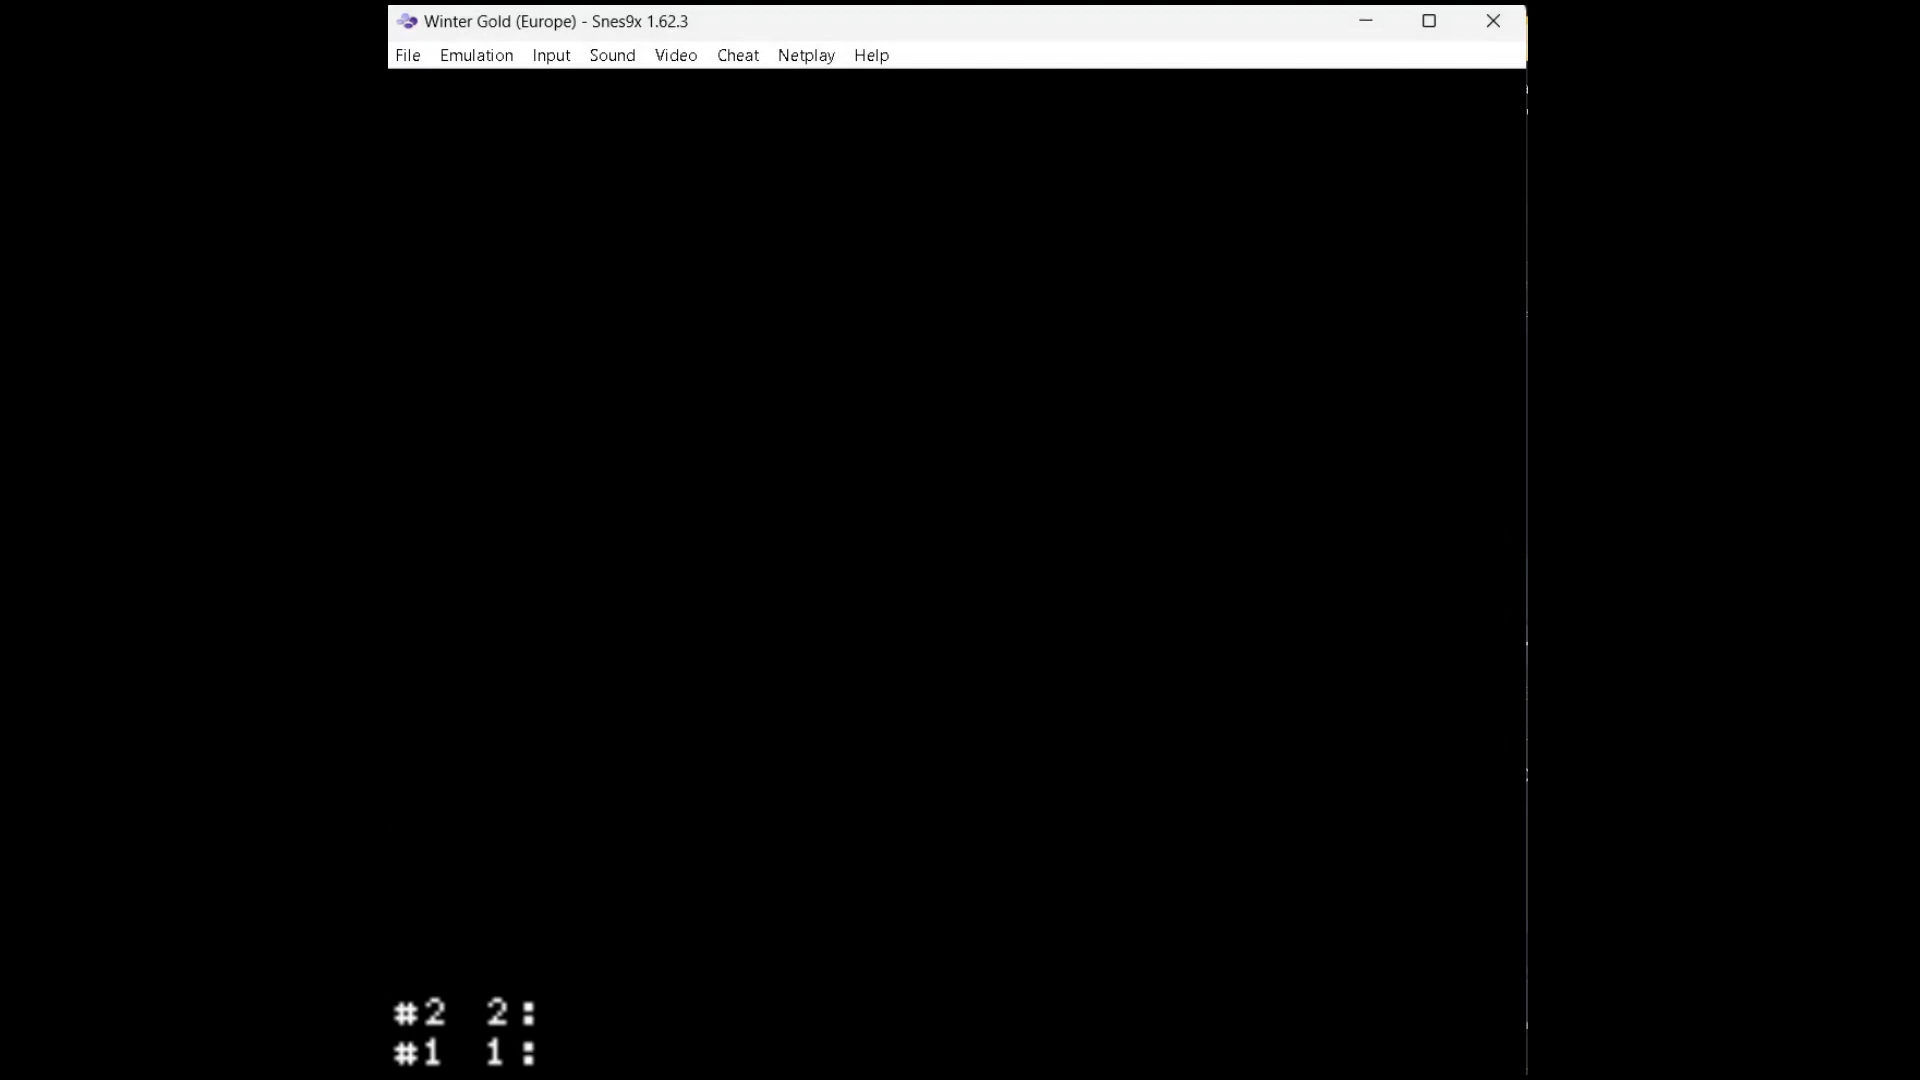 Winter Gold (Europe) - Snes9x 1.62.3
File Emulation Input Sound Video Cheat Netplay Help
#2 2:
#1 1: